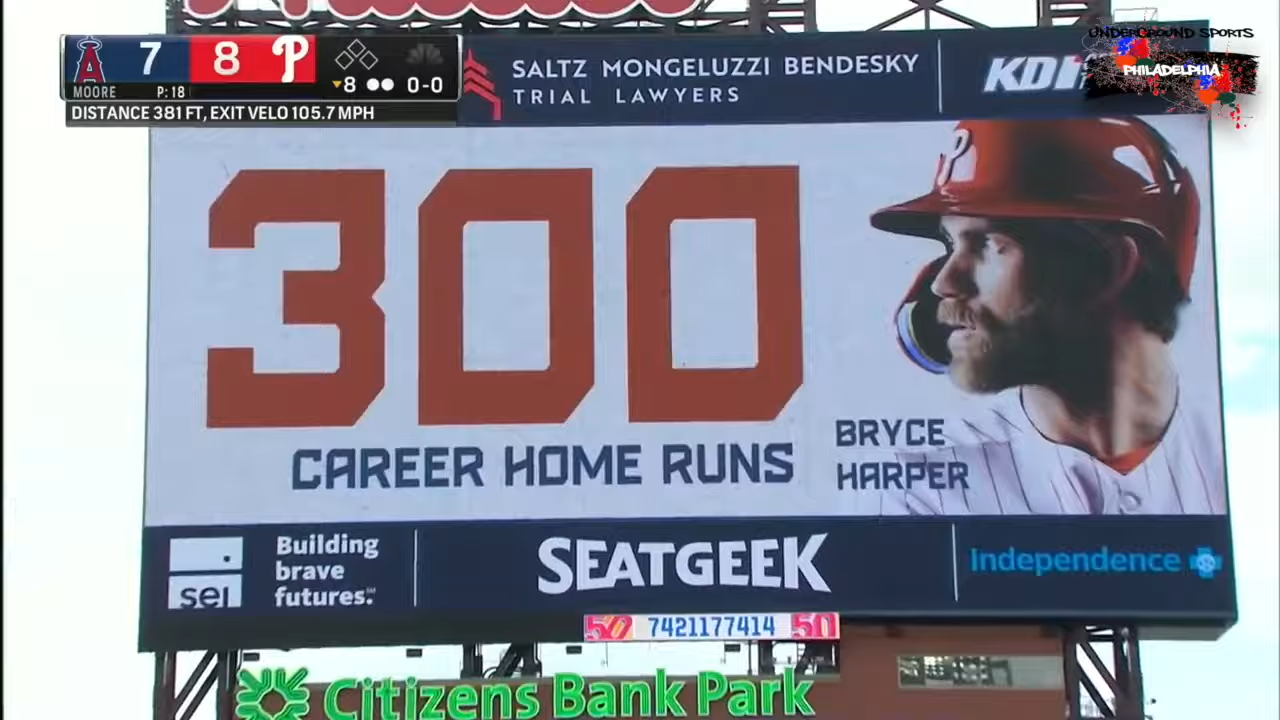 Phillies
7 8 P
MOORE P:18 ▼8 0-0
DISTANCE 381 FT, EXIT VELO 105.7 MPH
SALTZ MONGELUZZI BENDESKY
TRIAL LAWYERS
UNDERGROUND SPORTS
PHILADELPHIA
300
CAREER HOME RUNS
BRYCE
HARPER
sei
Building
brave
futures.℠
SEATGEEK
Independence
50 7421177414 50
Citizens Bank Park